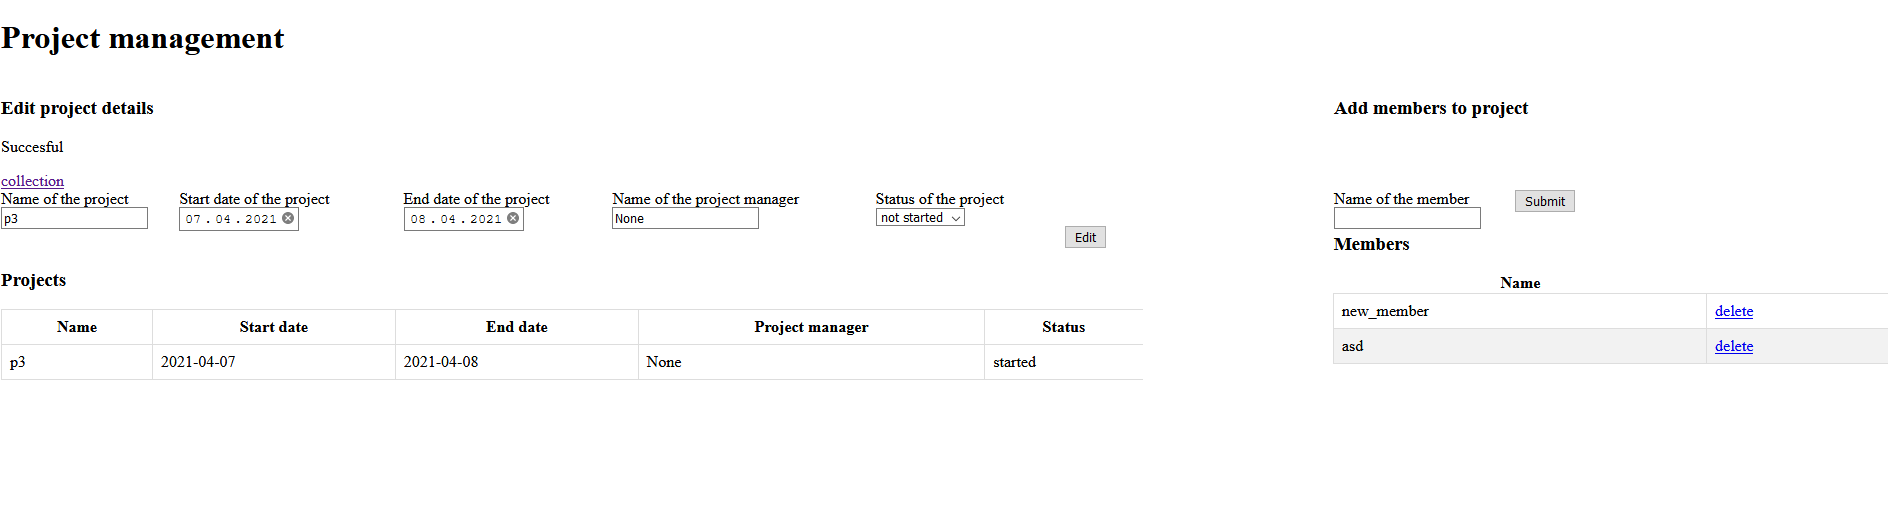 Project management
Edit project details
Succesful
collection
Name of the project
p3
Start date of the project
07 . 04 . 2021
End date of the project
08 . 04 . 2021
Name of the project manager
None
Status of the project
not started
Edit
Projects
Name Start date End date Project manager Status
p3 2021-04-07 2021-04-08 None started
Add members to project
Name of the member
Submit
Members
Name
new_member delete
asd delete